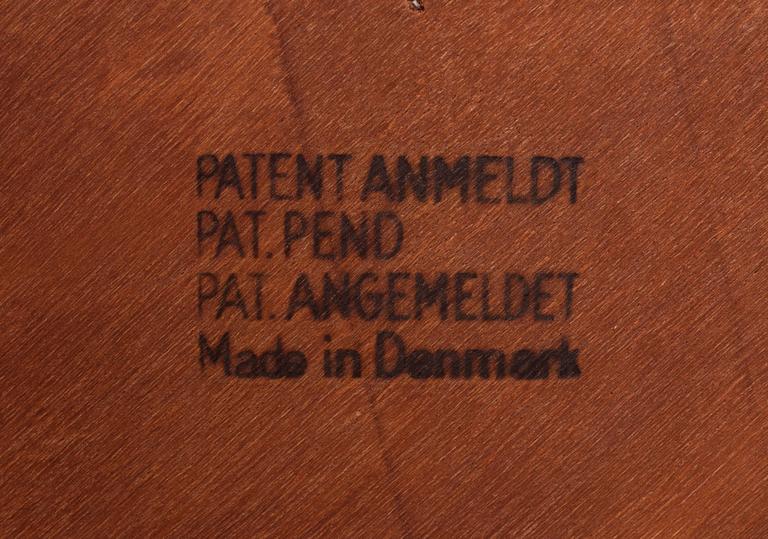 PATENT ANMELDT
PAT. PEND
PAT. ANGEMELDET
Made in Denmark